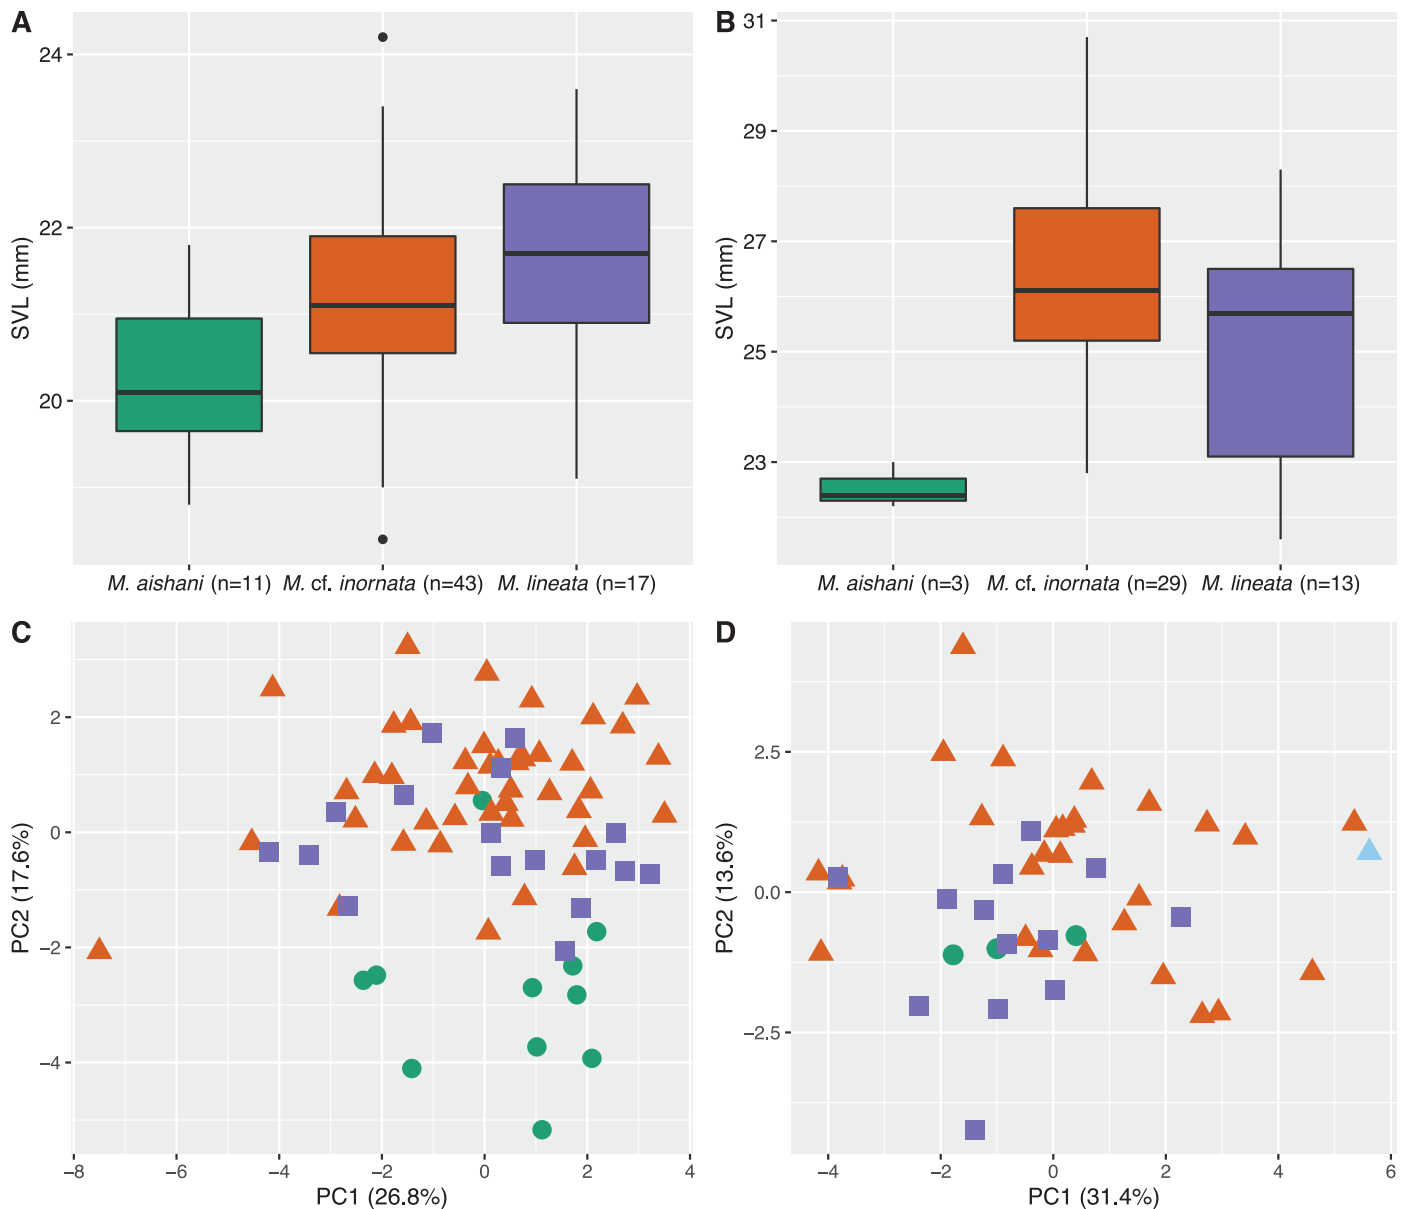 A
24
22
20
SVL (mm)
M. aishani (n=11) M. cf. inornata (n=43) M. lineata (n=17)
B
31
29
27
25
23
SVL (mm)
M. aishani (n=3) M. cf. inornata (n=29) M. lineata (n=13)
C
2
0
−2
−4
PC2 (17.6%)
−8 −6 −4 −2 0 2 4
PC1 (26.8%)
D
2.5
0.0
−2.5
PC2 (13.6%)
−4 −2 0 2 4 6
PC1 (31.4%)